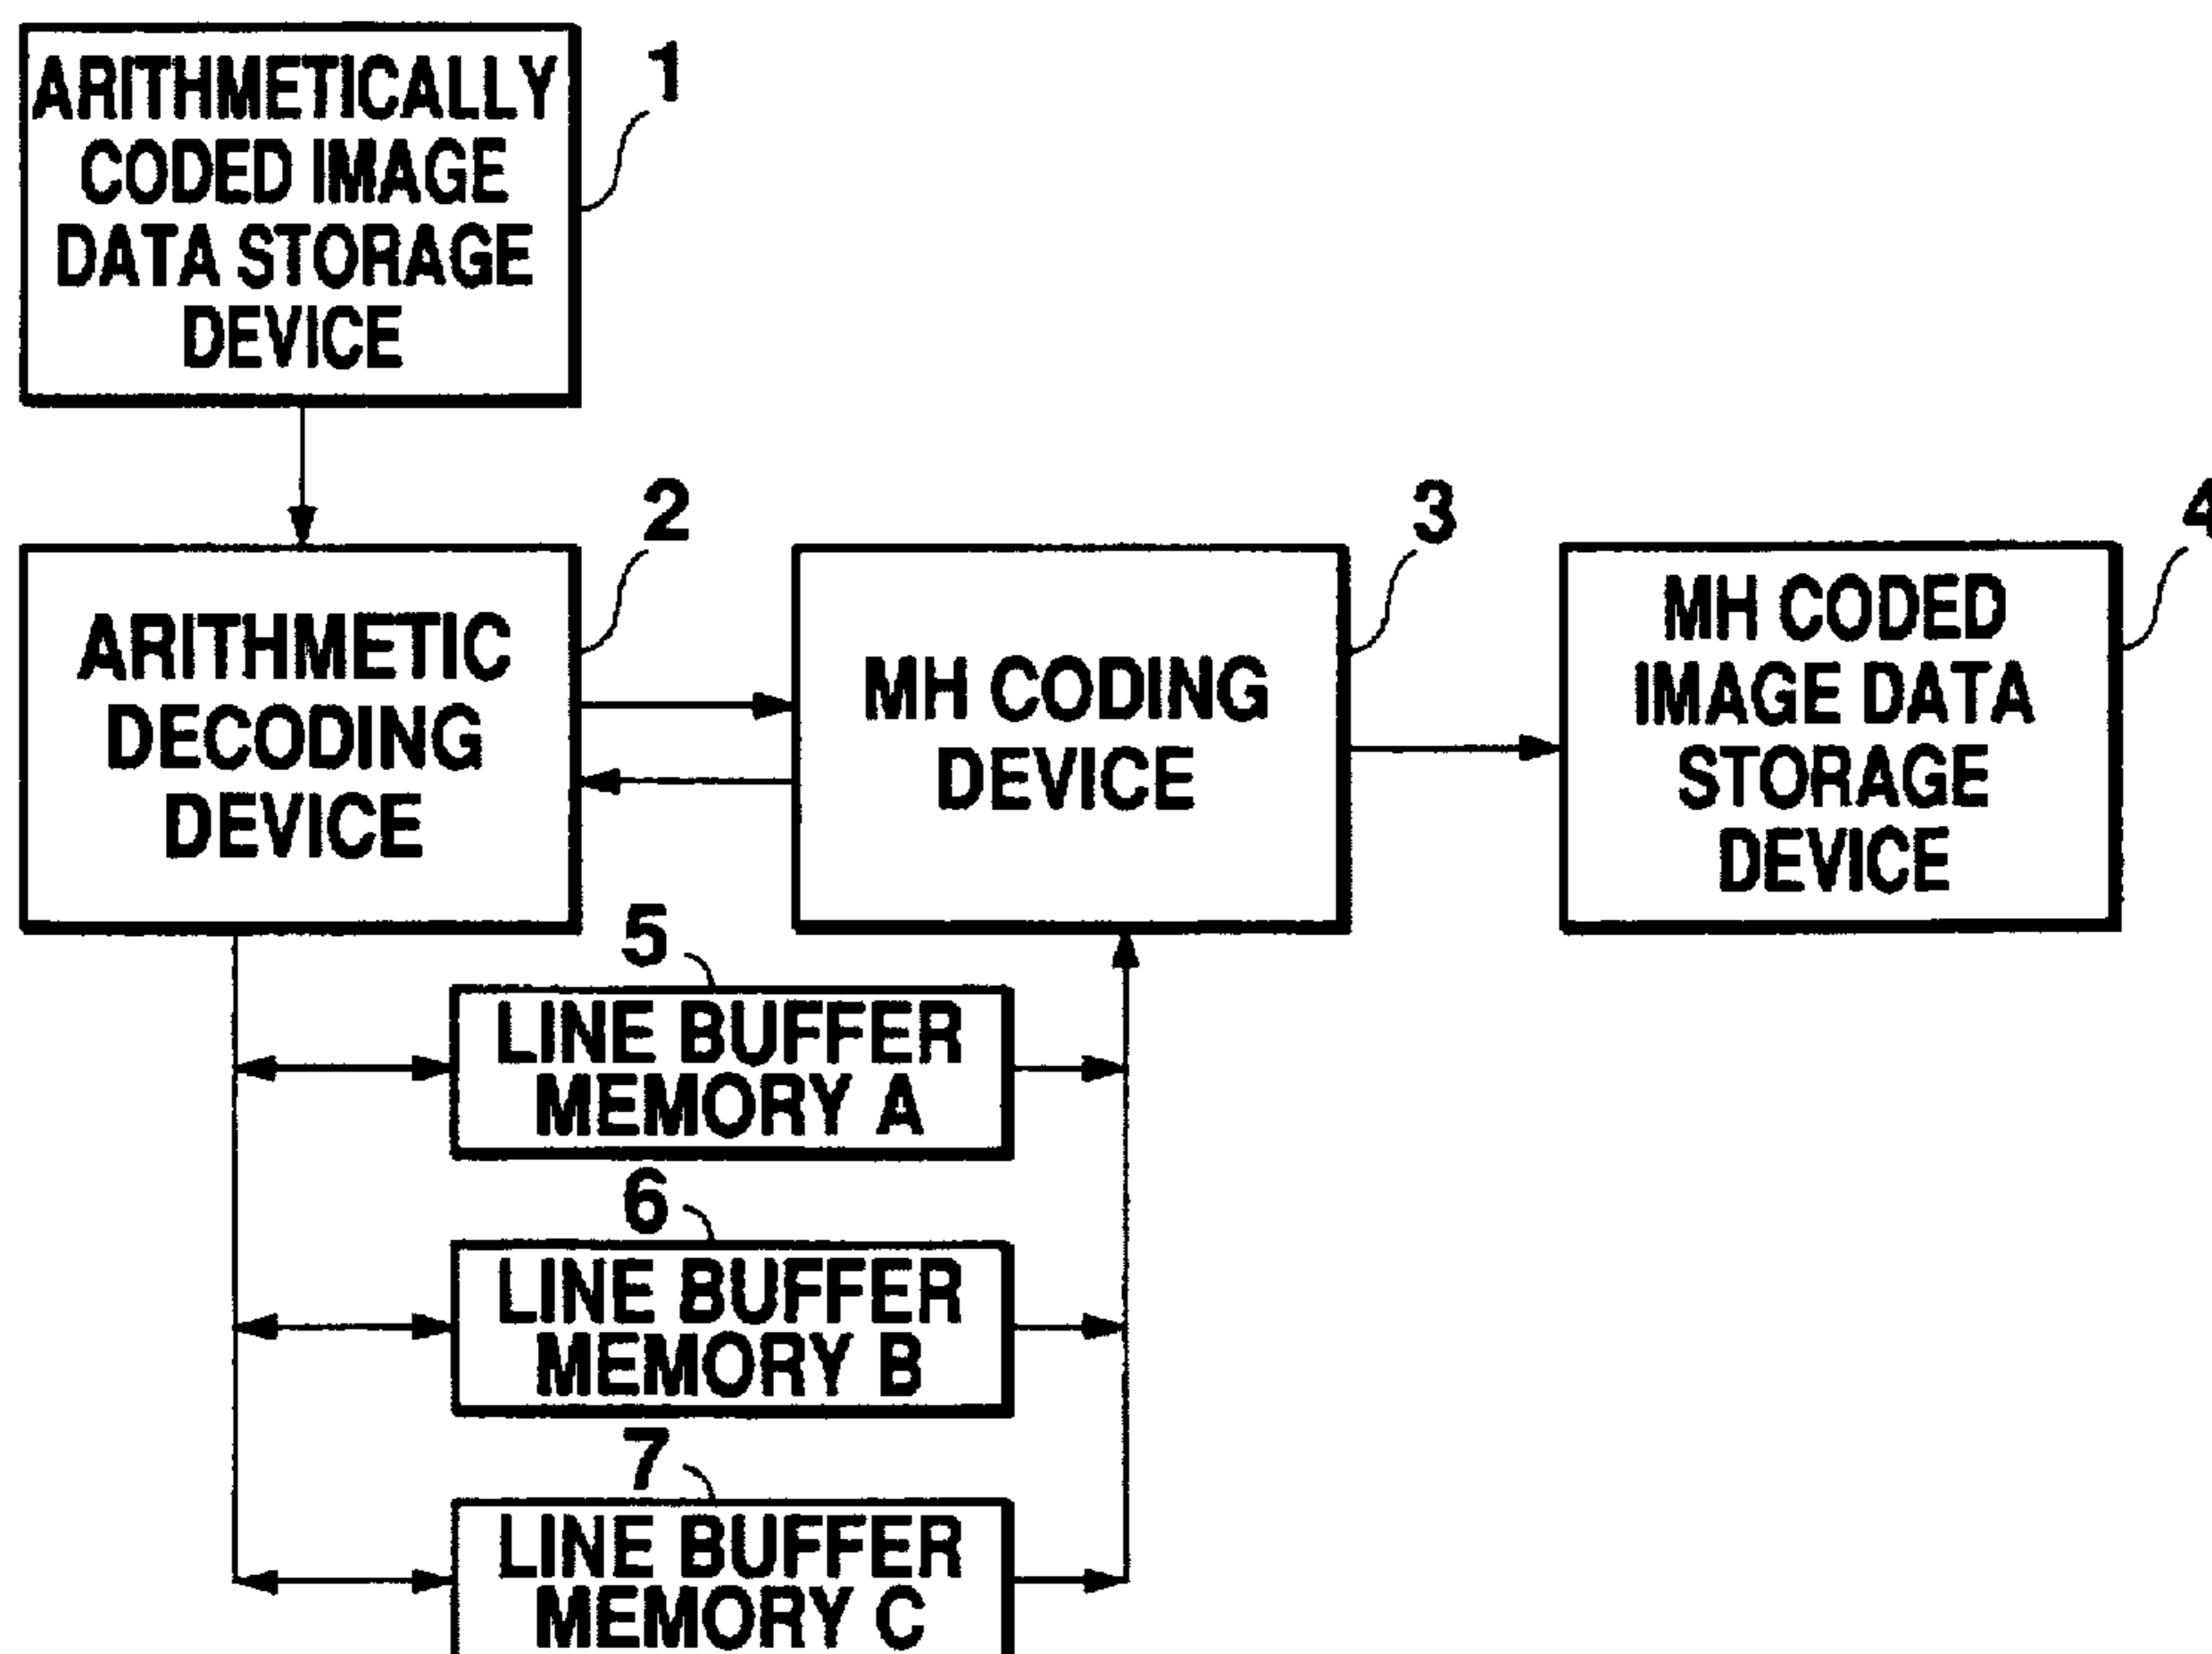 ARITHMETICALLY
CODED IMAGE
DATA STORAGE
DEVICE
1
ARITHMETIC
DECODING
DEVICE
2
MH CODING
DEVICE
3
MH CODED
IMAGE DATA
STORAGE
DEVICE
4
5
LINE BUFFER
MEMORY A
6
LINE BUFFER
MEMORY B
7
LINE BUFFER
MEMORY C